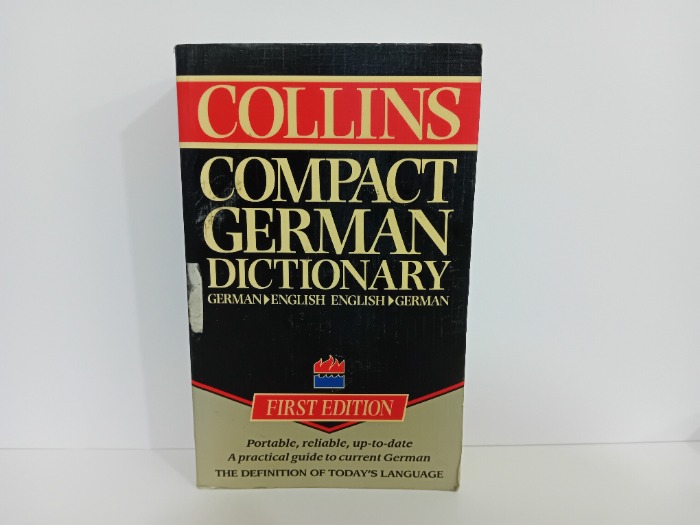 COLLINS
COMPACT
GERMAN
DICTIONARY
GERMAN▶ENGLISH ENGLISH▶GERMAN
FIRST EDITION
Portable, reliable, up-to-date
A practical guide to current German
THE DEFINITION OF TODAY'S LANGUAGE